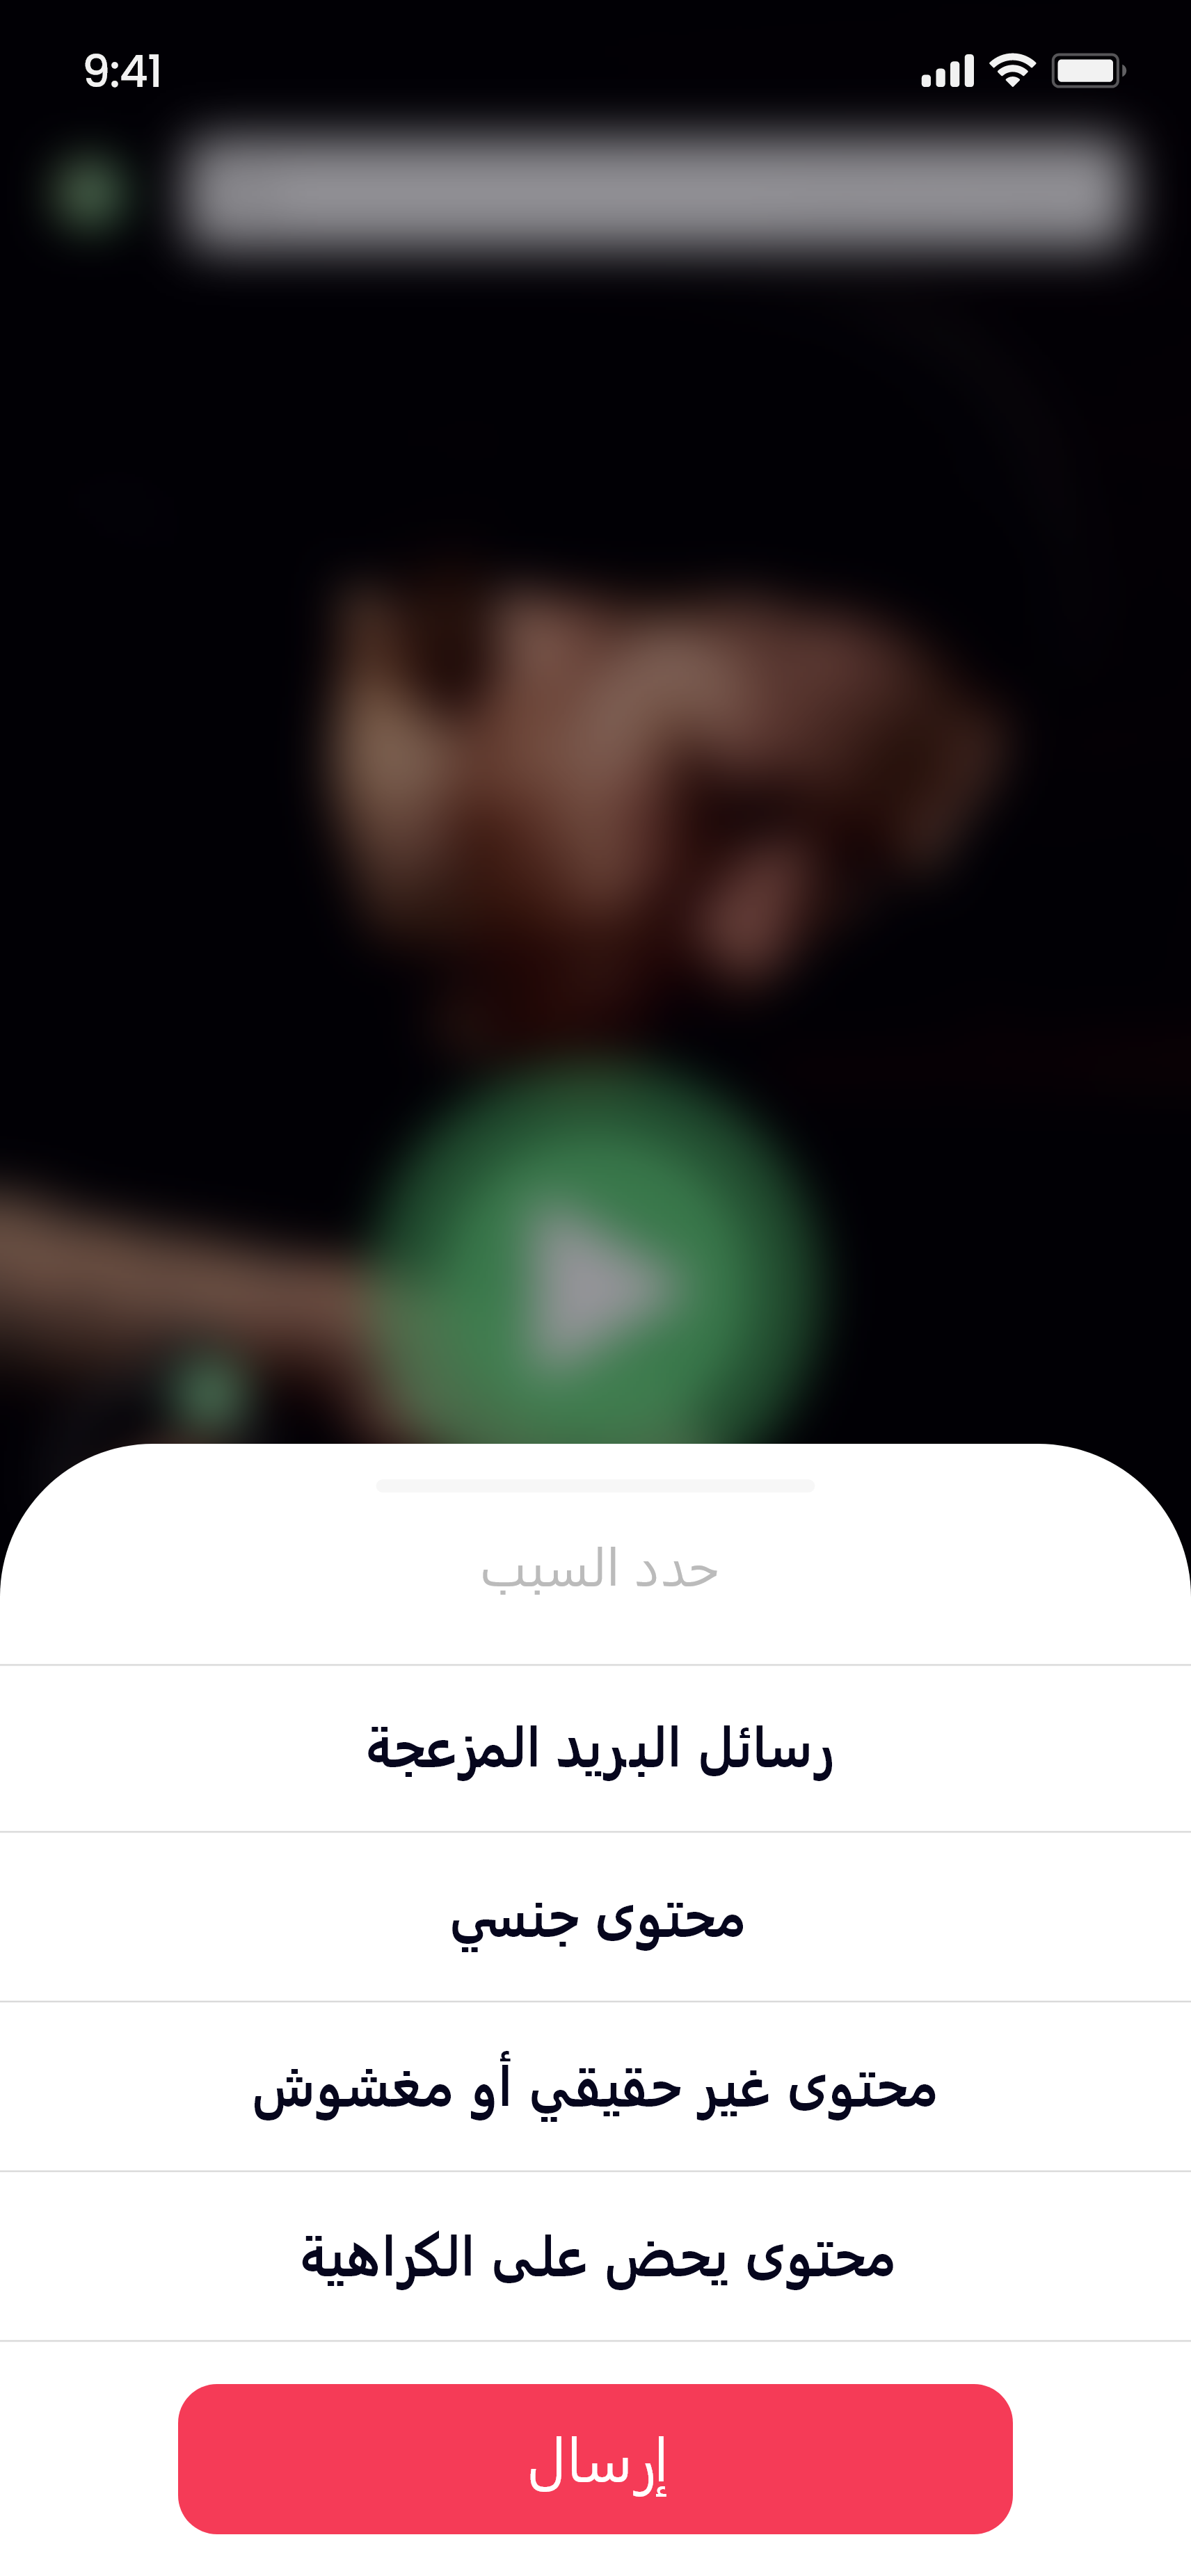 9:41
حدد السبب
رسائل البريد المزعجة
محتوى جنسي
محتوى غير حقيقي أو مغشوش
محتوى يحض على الكراهية
إرسال